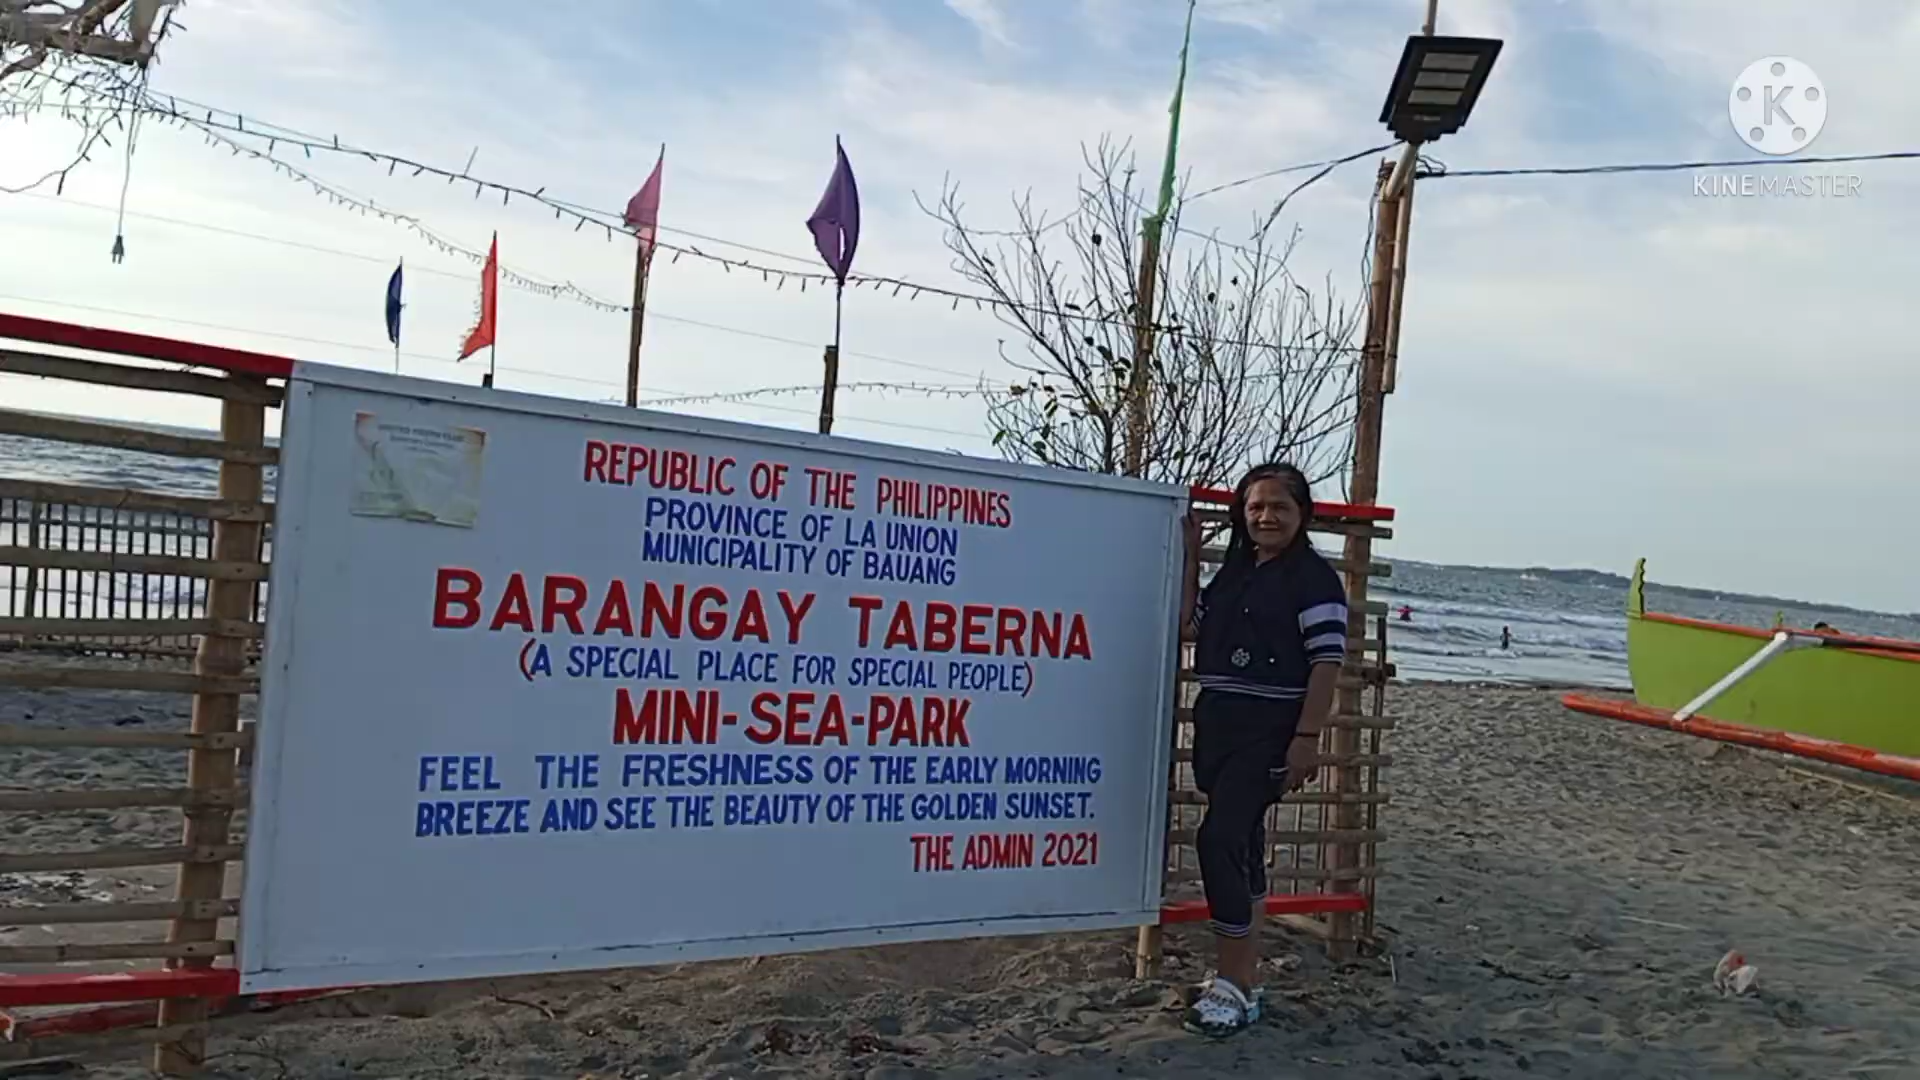 REPUBLIC OF THE PHILIPPINES
PROVINCE OF LA UNION
MUNICIPALITY OF BAUANG
BARANGAY TABERNA
(A SPECIAL PLACE FOR SPECIAL PEOPLE)
MINI-SEA-PARK
FEEL THE FRESHNESS OF THE EARLY MORNING
BREEZE AND SEE THE BEAUTY OF THE GOLDEN SUNSET.
THE ADMIN 2021
K
KINEMASTER